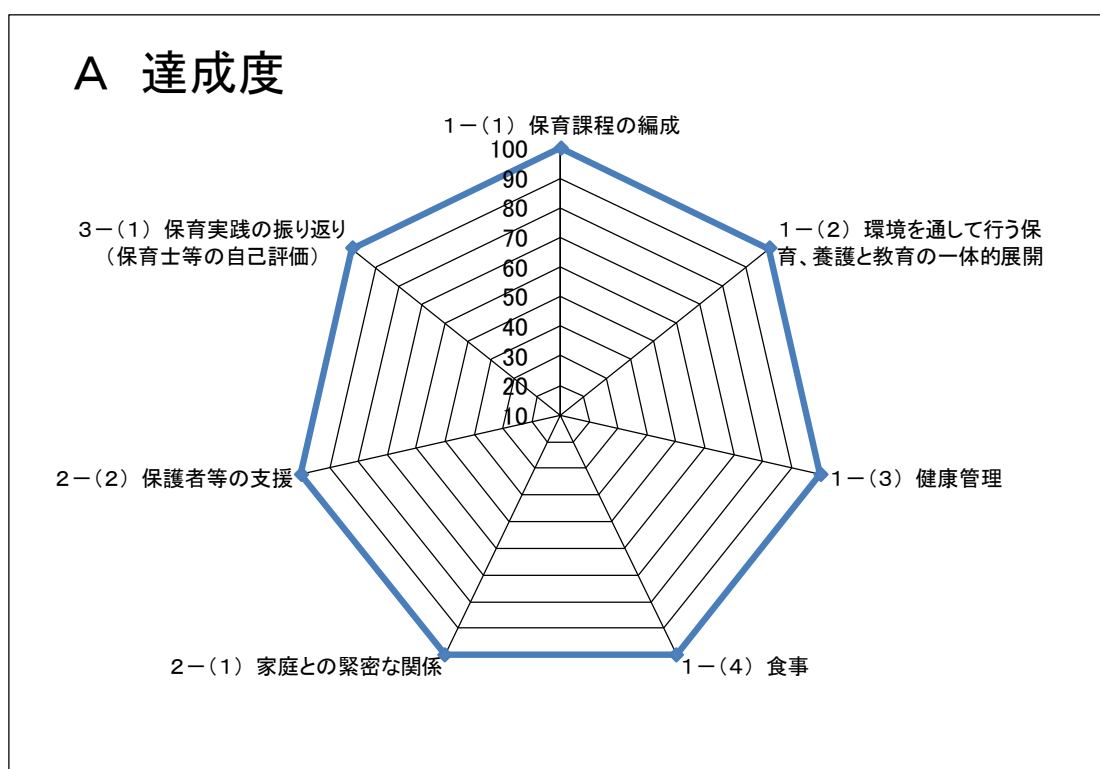 A 達成度
1－(1) 保育課程の編成
100
90
80
70
60
50
40
30
20
10
1－(2) 環境を通して行う保
育、養護と教育の一体的展開
1－(3) 健康管理
1－(4) 食事
2－(1) 家庭との緊密な関係
2－(2) 保護者等の支援
3－(1) 保育実践の振り返り
（保育士等の自己評価）